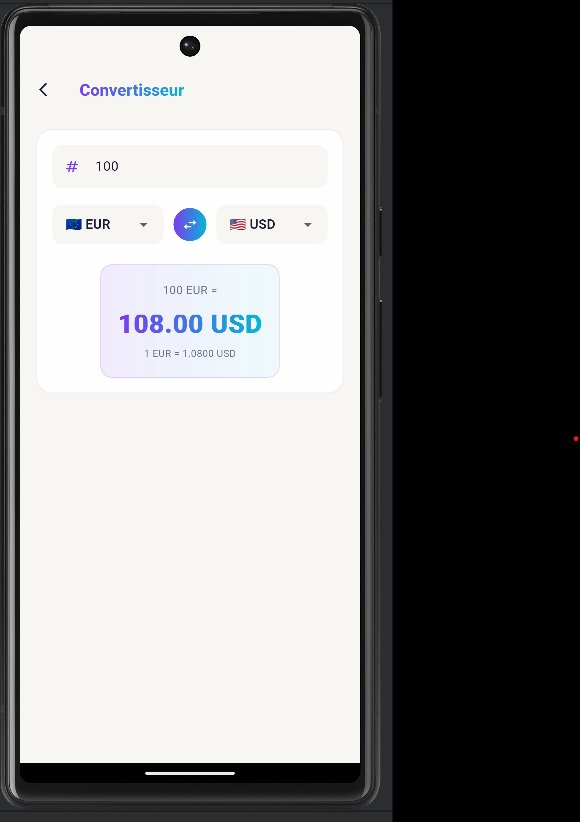 Convertisseur
# 100
EUR
USD
100 EUR =
108.00 USD
1 EUR = 1.0800 USD